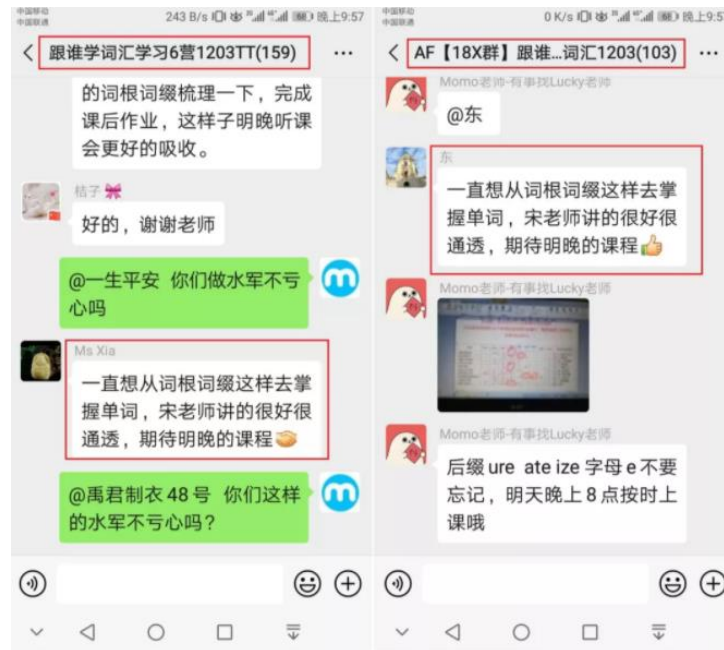 中国移动
中国联通
243 B/s
晚上9:57
跟谁学词汇学习6营1203TT(159)
的词根词缀梳理一下，完成
课后作业，这样子明晚听课
会更好的吸收。
桔子
好的，谢谢老师
@一生平安 你们做水军不亏
心吗
Ms Xia
一直想从词根词缀这样去掌
握单词，宋老师讲的很好很
通透，期待明晚的课程
@禹君制衣48号 你们这样
的水军不亏心吗？
中国移动
中国联通
0 K/s
晚上9:57
AF【18X群】跟谁...词汇1203(103)
Momo老师-有事找Lucky老师
@东
东
一直想从词根词缀这样去掌
握单词，宋老师讲的很好很
通透，期待明晚的课程
Momo老师-有事找Lucky老师
Momo老师-有事找Lucky老师
后缀 ure ate ize 字母 e 不要
忘记，明天晚上 8 点按时上
课哦